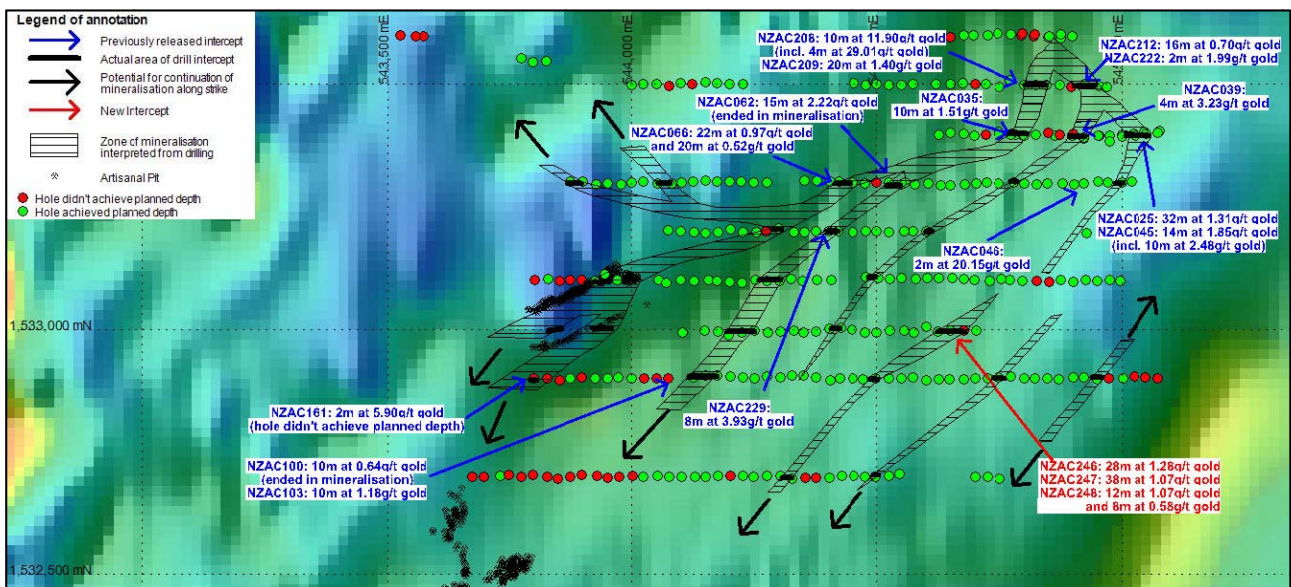 Legend of annotation
Previously released intercept
Actual area of drill intercept
Potential for continuation of
mineralisation along strike
New Intercept
Zone of mineralisation
interpreted from drilling
Artisanal Pit
Hole didn't achieve planned depth
Hole achieved planned depth
543,500 mE
544,000 mE
mE
mE
1,533,000 mN
1,532,500 mN
NZAC208: 10m at 11.90g/t gold
(incl. 4m at 29.01g/t gold)
NZAC209: 20m at 1.40g/t gold
NZAC212: 16m at 0.70g/t gold
NZAC222: 2m at 1.99g/t gold
NZAC062: 15m at 2.22g/t gold
(ended in mineralisation)
NZAC035:
10m at 1.51g/t gold
NZAC039:
4m at 3.23g/t gold
NZAC066: 22m at 0.97g/t gold
and 20m at 0.52g/t gold
NZAC025: 32m at 1.31g/t gold
NZAC045: 14m at 1.85g/t gold
(incl. 10m at 2.48g/t gold)
NZAC046:
2m at 20.15g/t gold
NZAC161: 2m at 5.90g/t gold
(hole didn't achieve planned depth)
NZAC229:
8m at 3.93g/t gold
NZAC100: 10m at 0.64g/t gold
(ended in mineralisation)
NZAC103: 10m at 1.18g/t gold
NZAC246: 28m at 1.28g/t gold
NZAC247: 38m at 1.07g/t gold
NZAC248: 12m at 1.07g/t gold
and 8m at 0.58g/t gold